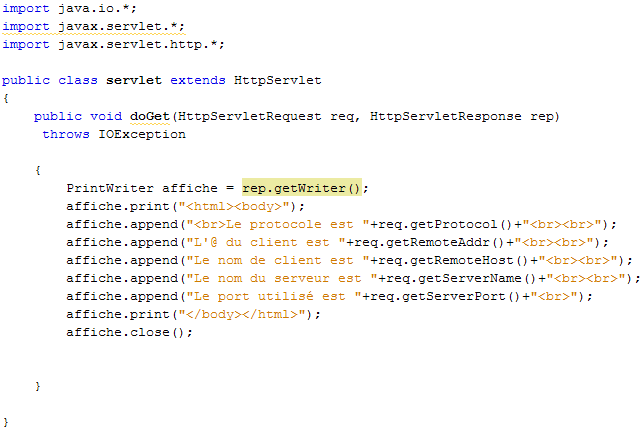 import java.io.*;
import javax.servlet.*;
import javax.servlet.http.*;

public class servlet extends HttpServlet
{
    public void doGet(HttpServletRequest req, HttpServletResponse rep)
     throws IOException

    {
        PrintWriter affiche = rep.getWriter();
        affiche.print("<html><body>");
        affiche.append("<br>Le protocole est "+req.getProtocol()+"<br><br>");
        affiche.append("L'@ du client est "+req.getRemoteAddr()+"<br><br>");
        affiche.append("Le nom de client est "+req.getRemoteHost()+"<br><br>");
        affiche.append("Le nom du serveur est "+req.getServerName()+"<br><br>");
        affiche.append("Le port utilisé est "+req.getServerPort()+"<br>");
        affiche.print("</body></html>");
        affiche.close();


    }

}